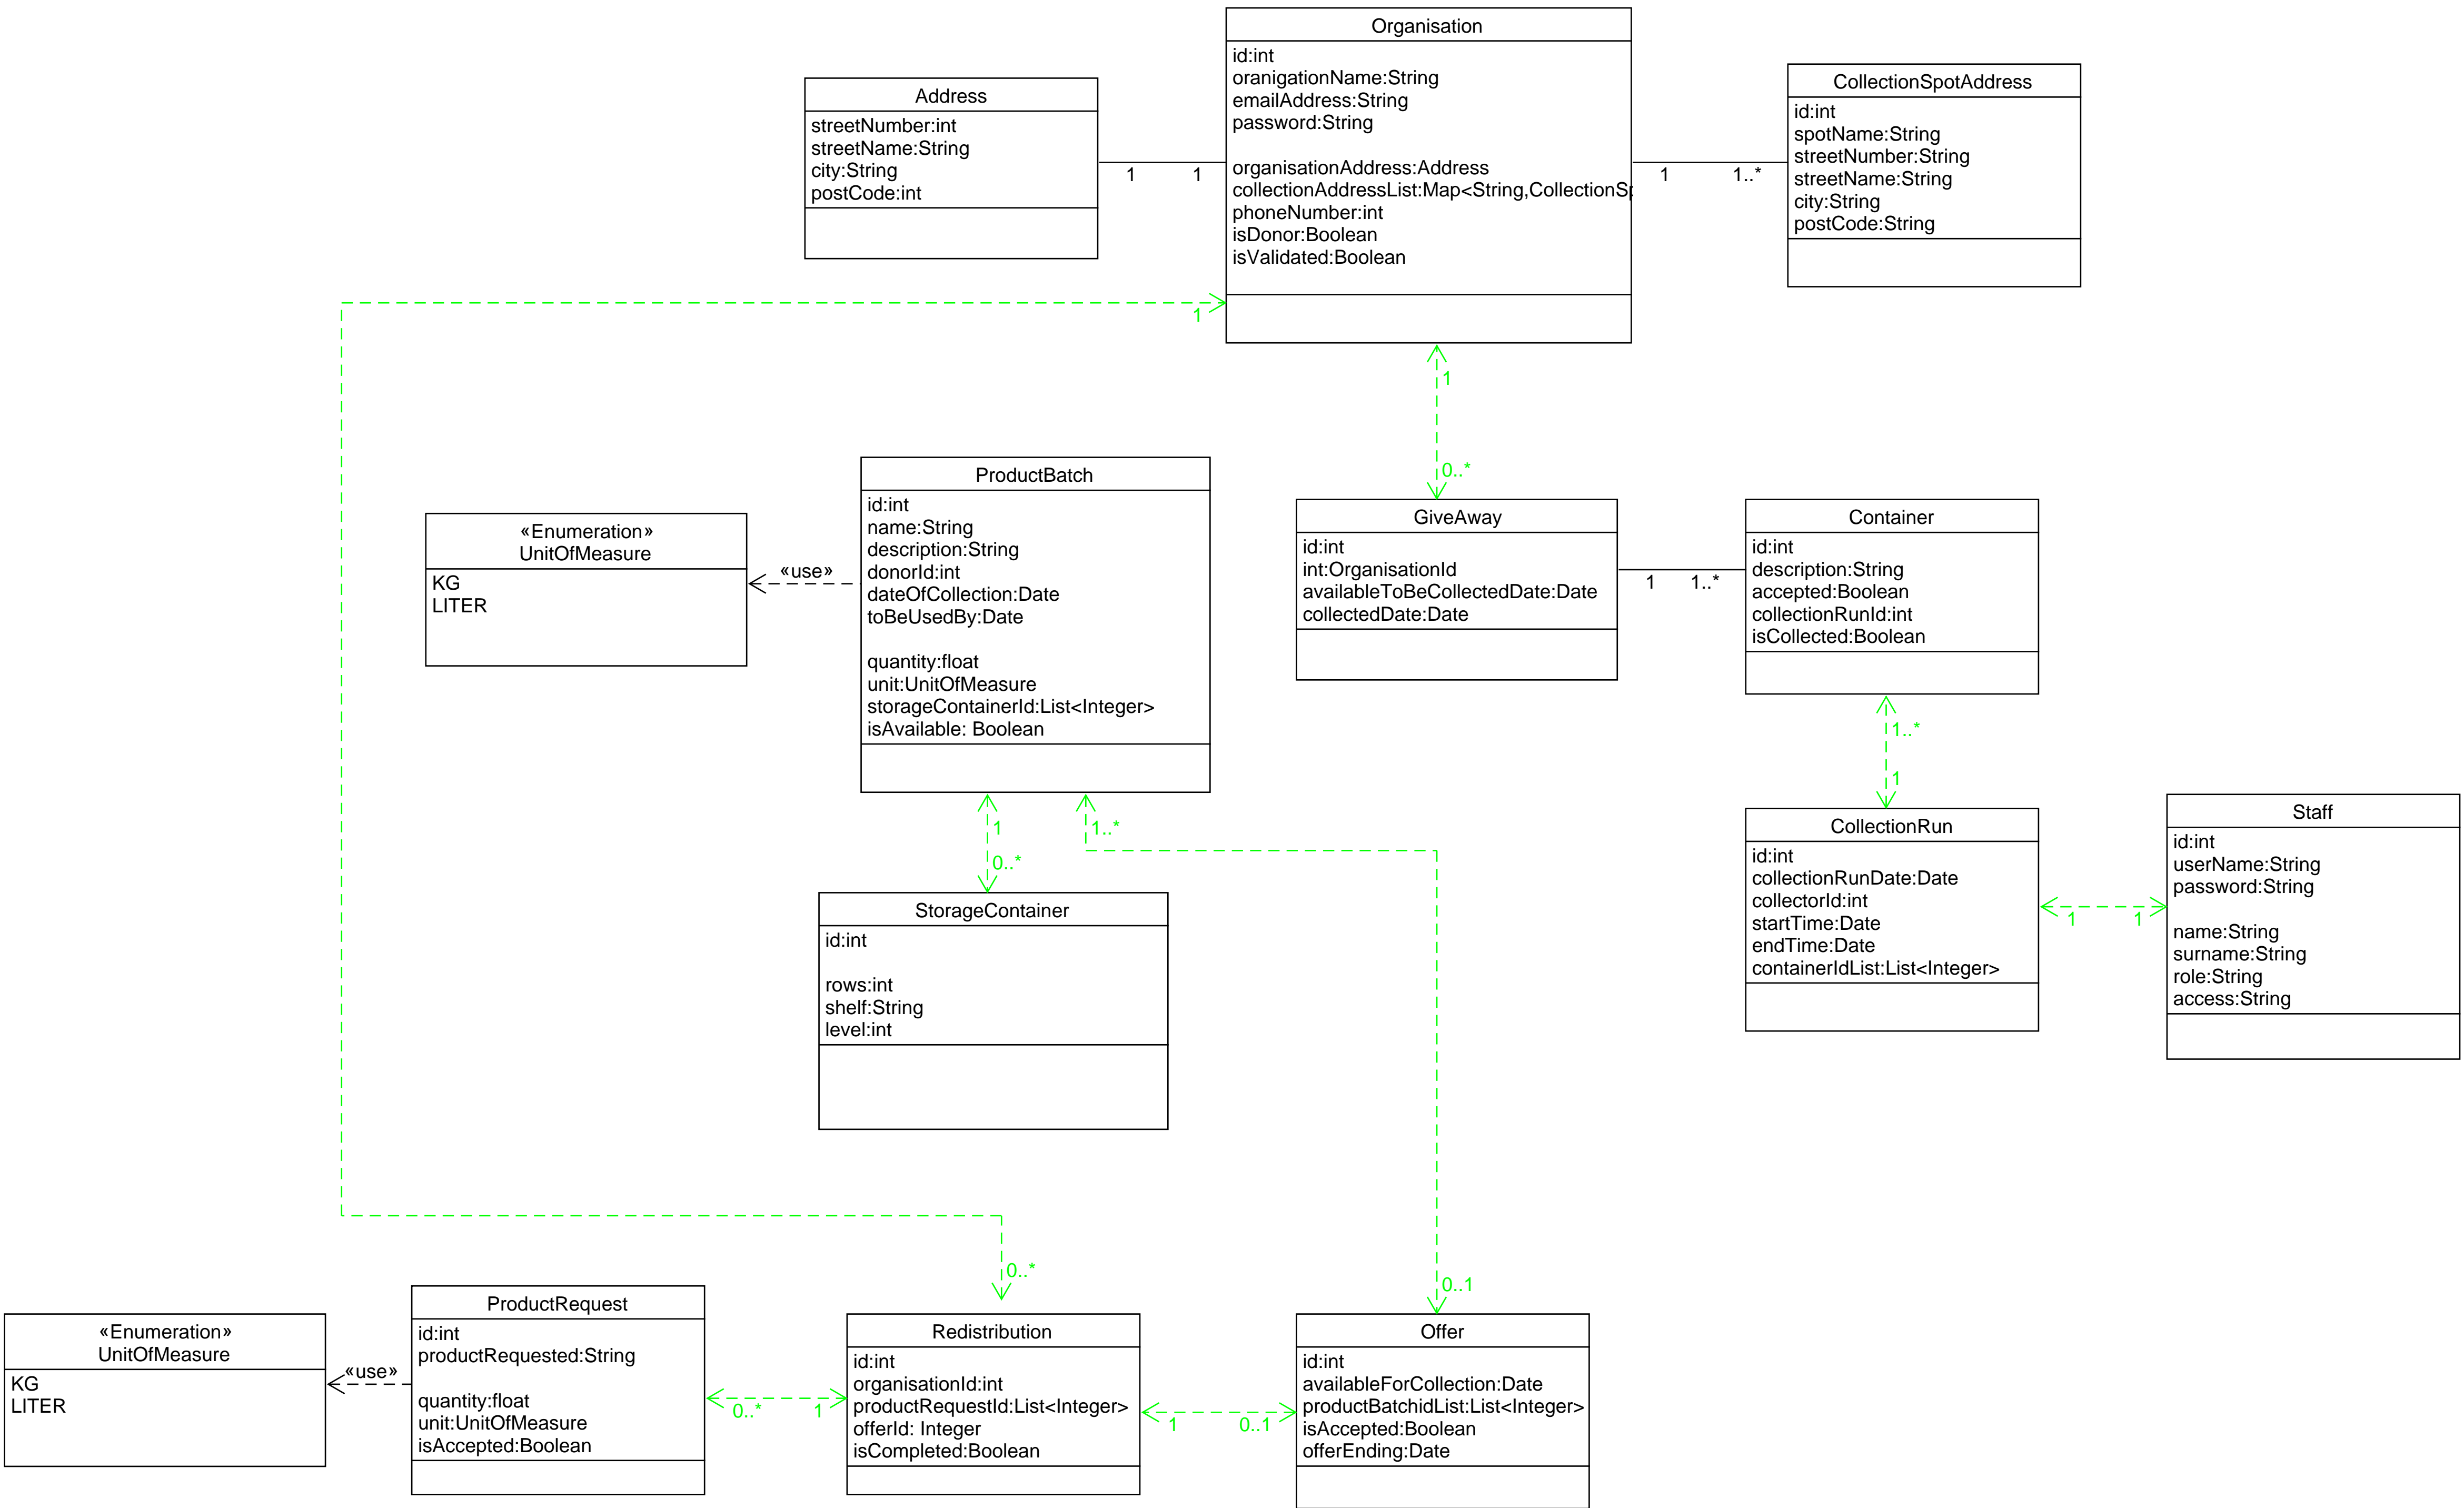 Organisation
id:int
oranigationName:String
emailAddress:String
password:String
organisationAddress:Address
collectionAddressList:Map<String,CollectionSp
phoneNumber:int
isDonor:Boolean
isValidated:Boolean
Address
streetNumber:int
streetName:String
city:String
postCode:int
1
1
CollectionSpotAddress
id:int
spotName:String
streetNumber:String
streetName:String
city:String
postCode:String
1
1..*
1
1
0..*
ProductBatch
id:int
name:String
description:String
donorId:int
dateOfCollection:Date
toBeUsedBy:Date
quantity:float
unit:UnitOfMeasure
storageContainerId:List<Integer>
isAvailable: Boolean
«Enumeration»
UnitOfMeasure
KG
LITER
«use»
GiveAway
id:int
int:OrganisationId
availableToBeCollectedDate:Date
collectedDate:Date
1
1..*
Container
id:int
description:String
accepted:Boolean
collectionRunId:int
isCollected:Boolean
1..*
1
CollectionRun
id:int
collectionRunDate:Date
collectorId:int
startTime:Date
endTime:Date
containerIdList:List<Integer>
1
1
Staff
id:int
userName:String
password:String
name:String
surname:String
role:String
access:String
1
0..*
1..*
StorageContainer
id:int
rows:int
shelf:String
level:int
0..*
0..1
«Enumeration»
UnitOfMeasure
KG
LITER
«use»
ProductRequest
id:int
productRequested:String
quantity:float
unit:UnitOfMeasure
isAccepted:Boolean
0..*
1
Redistribution
id:int
organisationId:int
productRequestId:List<Integer>
offerId: Integer
isCompleted:Boolean
1
0..1
Offer
id:int
availableForCollection:Date
productBatchidList:List<Integer>
isAccepted:Boolean
offerEnding:Date